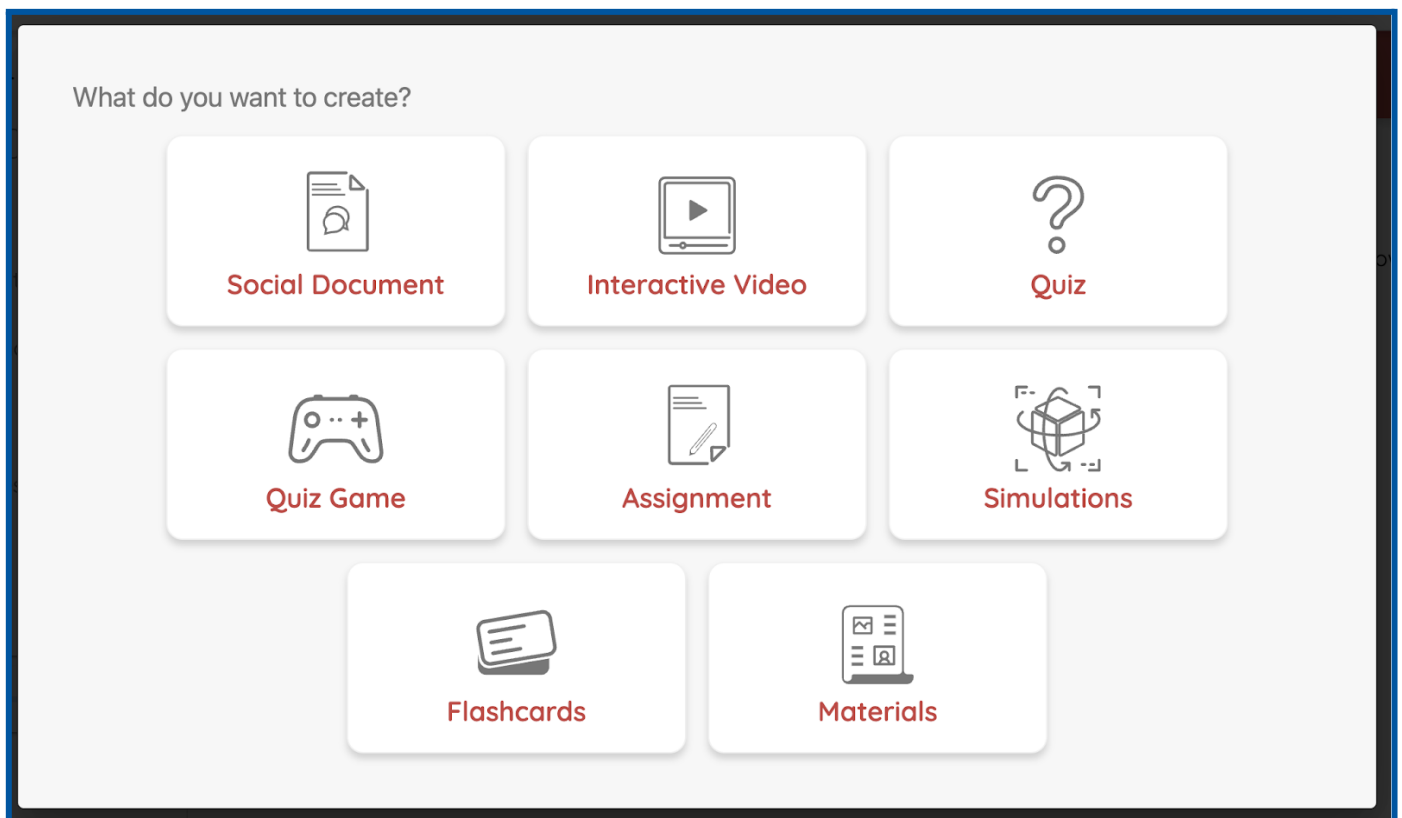 What do you want to create?
Social Document
Interactive Video
Quiz
Quiz Game
Assignment
Simulations
Flashcards
Materials